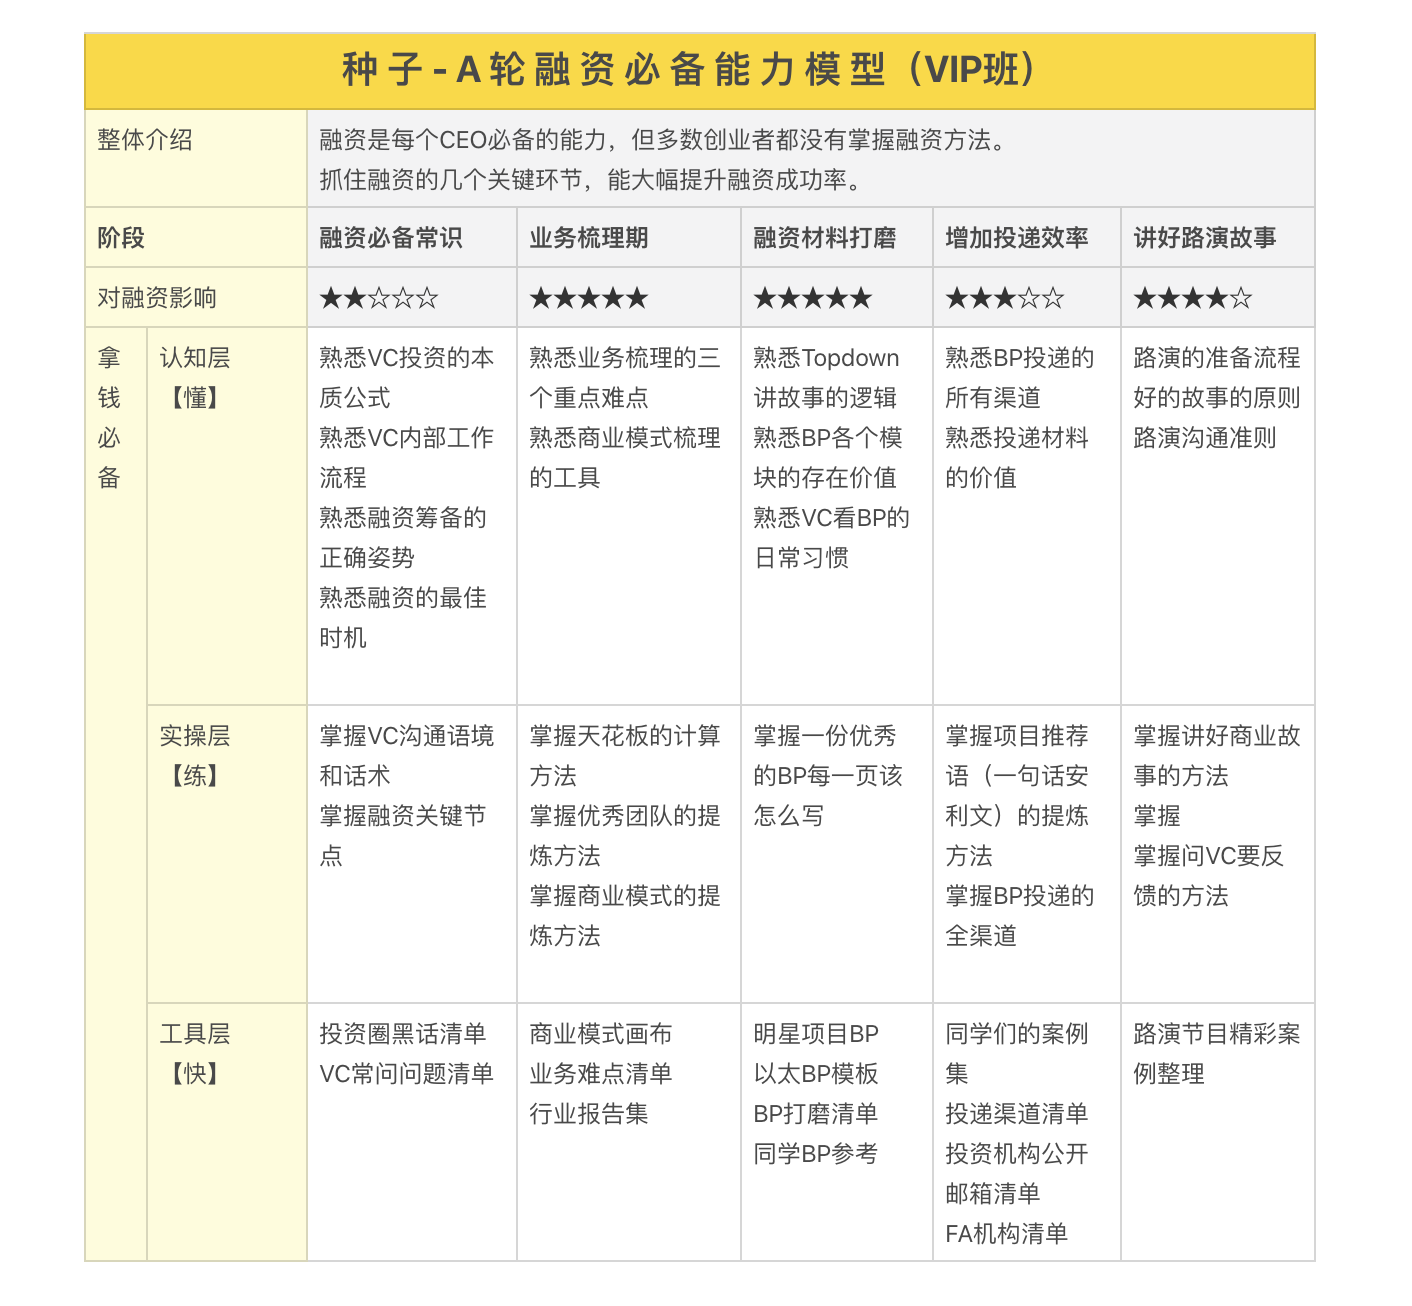 种子-A轮融资必备能力模型（VIP班）
整体介绍
融资是每个CEO必备的能力，但多数创业者都没有掌握融资方法。
抓住融资的几个关键环节，能大幅提升融资成功率。
阶段
融资必备常识
业务梳理期
融资材料打磨
增加投递效率
讲好路演故事
对融资影响
★★☆☆☆
★★★★★
★★★★★
★★★☆☆
★★★★☆
拿
钱
必
备
认知层
【懂】
熟悉VC投资的本
质公式
熟悉VC内部工作
流程
熟悉融资筹备的
正确姿势
熟悉融资的最佳
时机
熟悉业务梳理的三
个重点难点
熟悉商业模式梳理
的工具
熟悉Topdown
讲故事的逻辑
熟悉BP各个模
块的存在价值
熟悉VC看BP的
日常习惯
熟悉BP投递的
所有渠道
熟悉投递材料
的价值
路演的准备流程
好的故事的原则
路演沟通准则
实操层
【练】
掌握VC沟通语境
和话术
掌握融资关键节
点
掌握天花板的计算
方法
掌握优秀团队的提
炼方法
掌握商业模式的提
炼方法
掌握一份优秀
的BP每一页该
怎么写
掌握项目推荐
语（一句话安
利文）的提炼
方法
掌握BP投递的
全渠道
掌握讲好商业故
事的方法
掌握
掌握问VC要反
馈的方法
工具层
【快】
投资圈黑话清单
VC常问问题清单
商业模式画布
业务难点清单
行业报告集
明星项目BP
以太BP模板
BP打磨清单
同学BP参考
同学们的案例
集
投递渠道清单
投资机构公开
邮箱清单
FA机构清单
路演节目精彩案
例整理